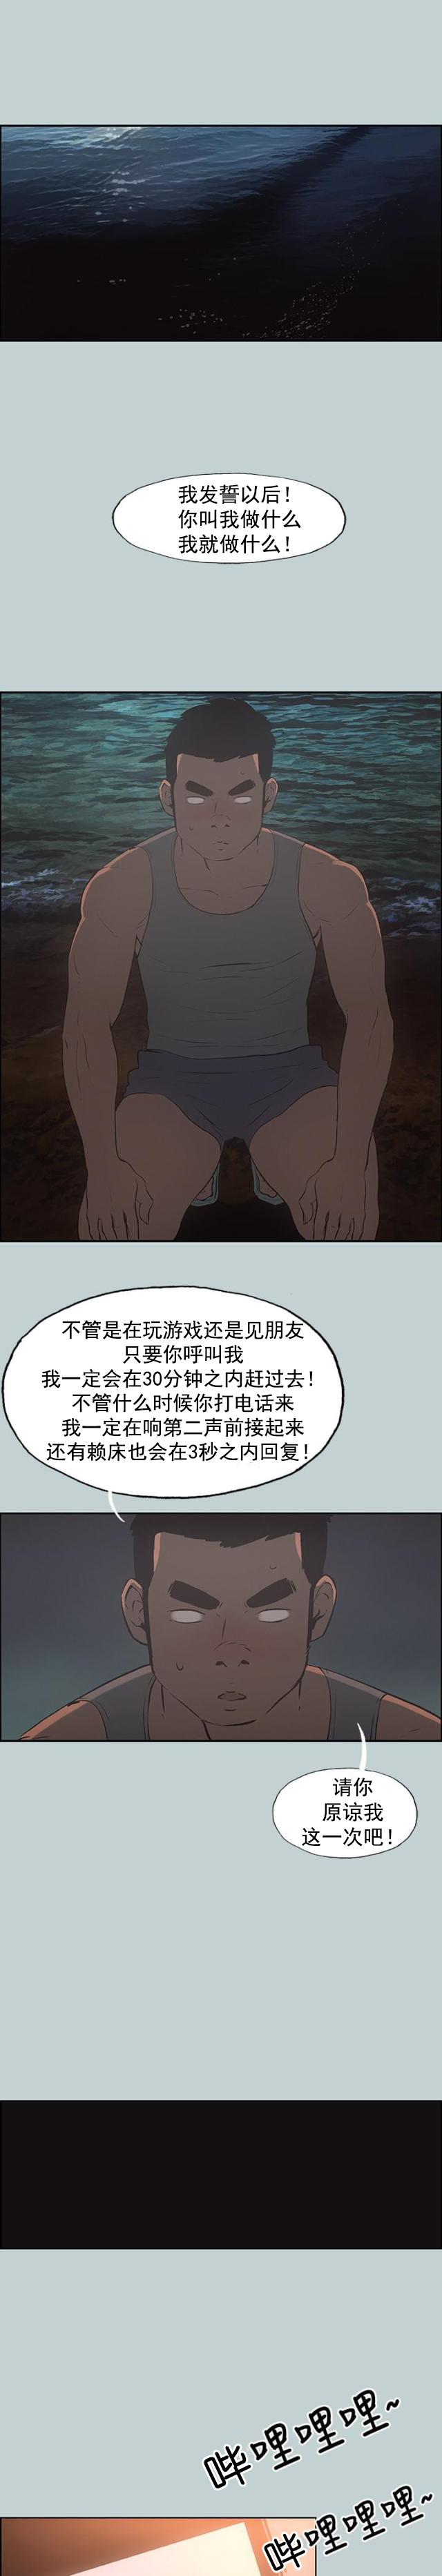 我发誓以后！
你叫我做什么
我就做什么！
不管是在玩游戏还是见朋友
只要你呼叫我
我一定会在30分钟之内赶过去！
不管什么时候你打电话来
我一定在响第二声前接起来
还有赖床也会在3秒之内回复！
请你
原谅我
这一次吧！
哔哩哩哩~
哔哩哩哩~